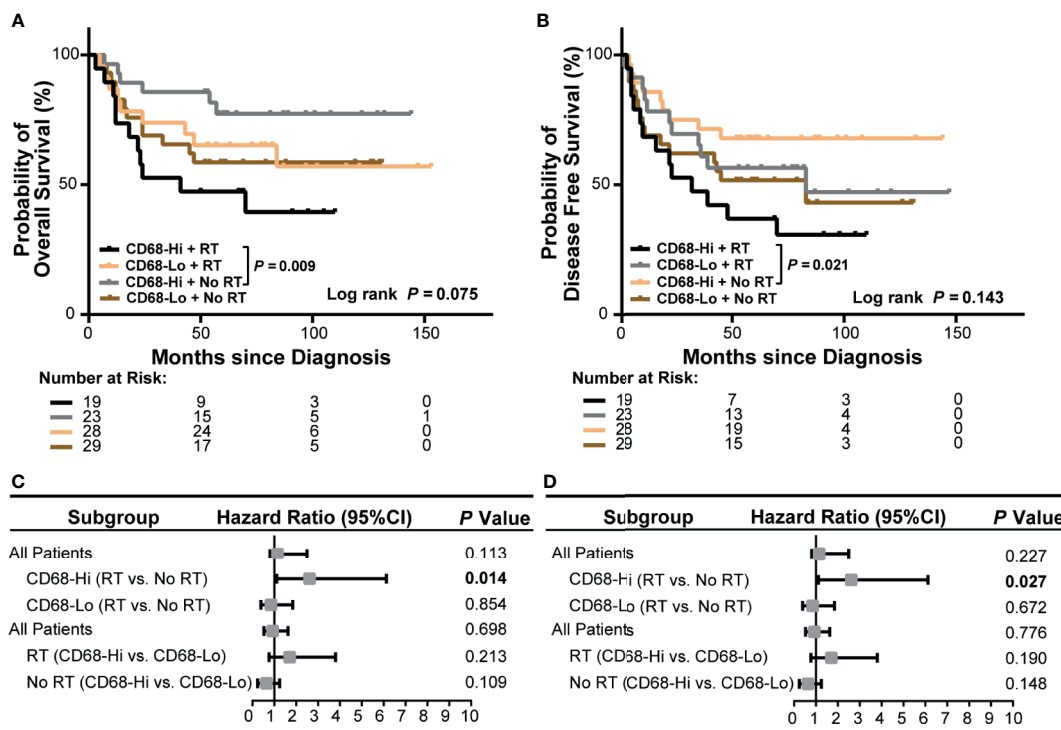 A
Probability of
Overall Survival (%)
100
50
0
CD68-Hi + RT
CD68-Lo + RT
CD68-Hi + No RT
CD68-Lo + No RT
P = 0.009
Log rank P = 0.075
0 50 100 150
Months since Diagnosis
Number at Risk:
19 9 3 0
23 15 5 1
28 24 6 0
29 17 5 0
B
Probability of
Disease Free Survival (%)
100
50
0
CD68-Hi + RT
CD68-Lo + RT
CD68-Hi + No RT
CD68-Lo + No RT
P = 0.021
Log rank P = 0.143
0 50 100 150
Months since Diagnosis
Number at Risk:
19 7 3 0
23 13 4 0
28 19 4 0
29 15 3 0
C
Subgroup Hazard Ratio (95%CI) P Value
All Patients 0.113
CD68-Hi (RT vs. No RT) 0.014
CD68-Lo (RT vs. No RT) 0.854
All Patients 0.698
RT (CD68-Hi vs. CD68-Lo) 0.213
No RT (CD68-Hi vs. CD68-Lo) 0.109
0 1 2 3 4 5 6 7 8 9 10
D
Subgroup Hazard Ratio (95%CI) P Value
All Patients 0.227
CD68-Hi (RT vs. No RT) 0.027
CD68-Lo (RT vs. No RT) 0.672
All Patients 0.776
RT (CD68-Hi vs. CD68-Lo) 0.190
No RT (CD68-Hi vs. CD68-Lo) 0.148
0 1 2 3 4 5 6 7 8 9 10